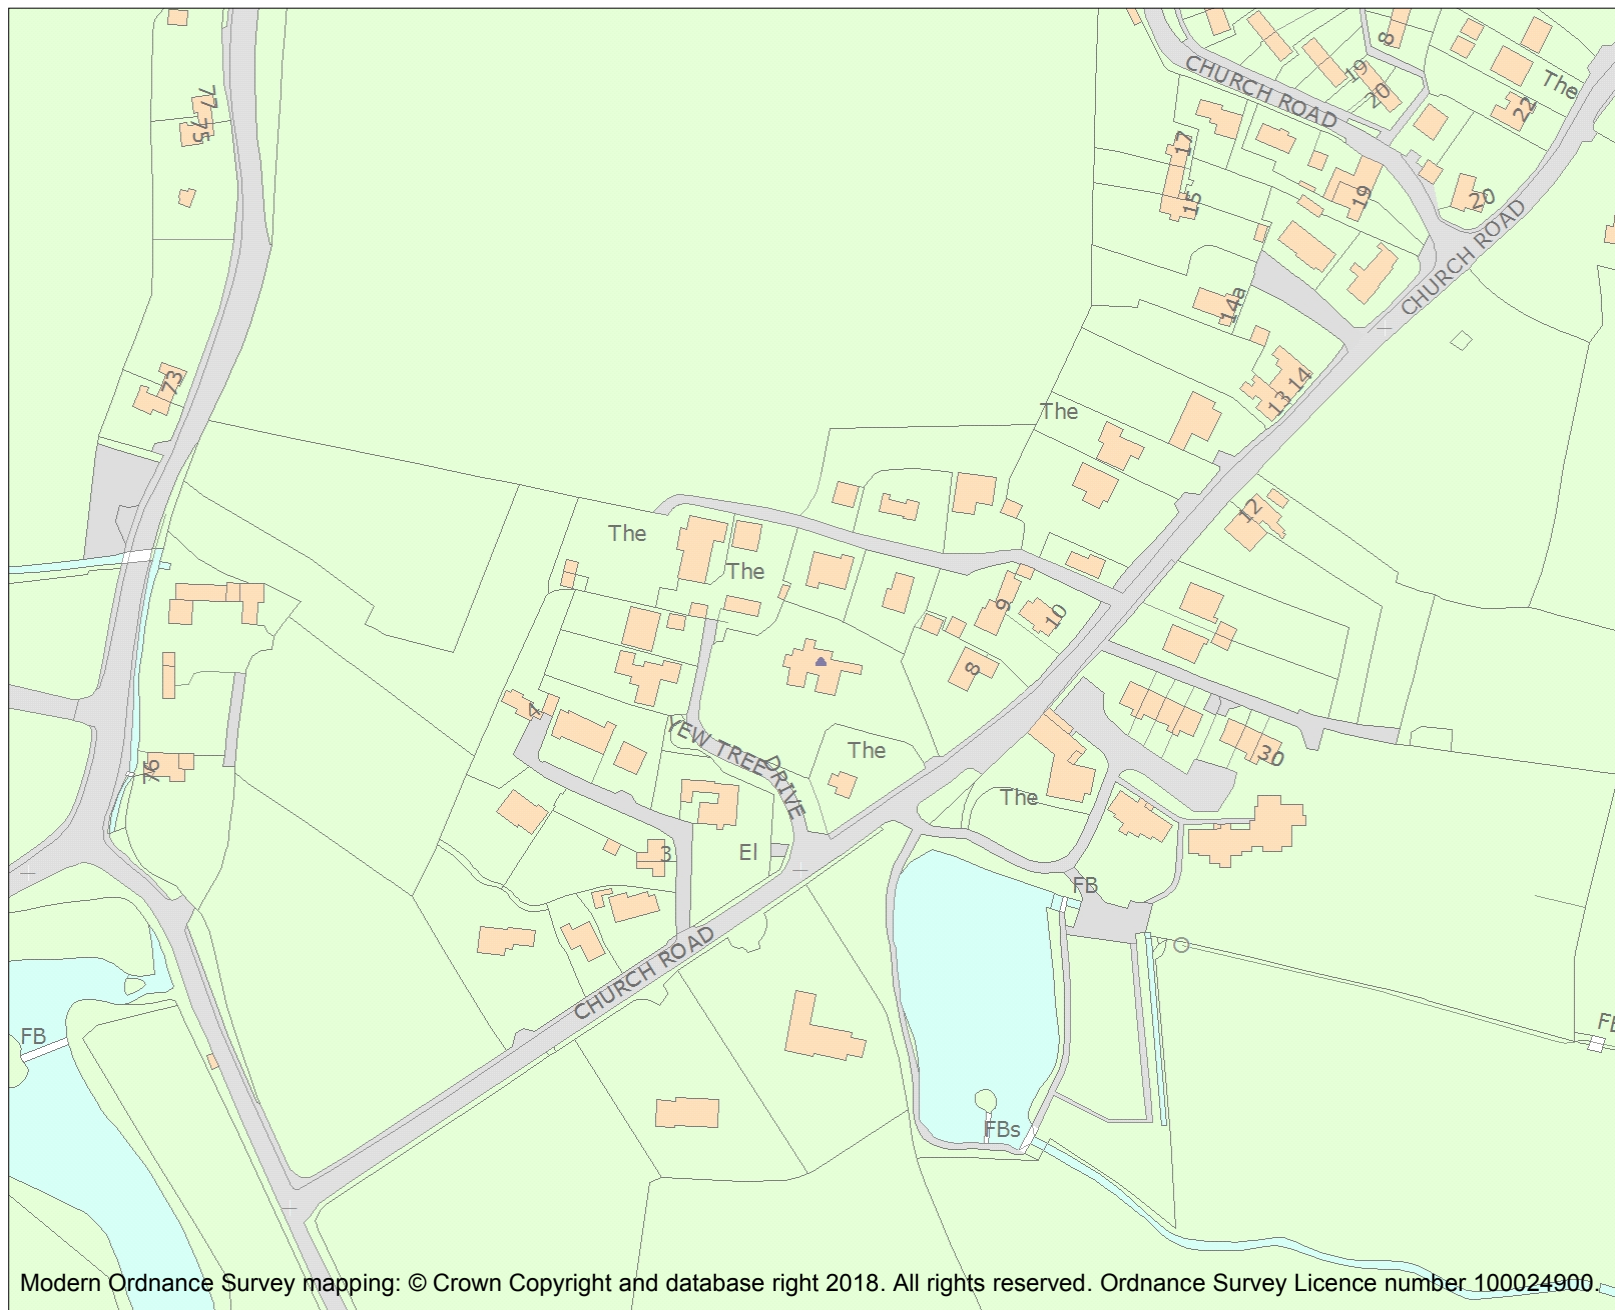 77
75
73
76
CHURCH ROAD
8
19
20
The
22
17
15
19
20
CHURCH ROAD
14a
14
13
The
12
The
The
9
10
8
4
YEW TREE DRIVE
The
30
The
El
3
FB
CHURCH ROAD
FB
FB
FBs
Modern Ordnance Survey mapping: © Crown Copyright and database right 2018. All rights reserved. Ordnance Survey Licence number 100024900.